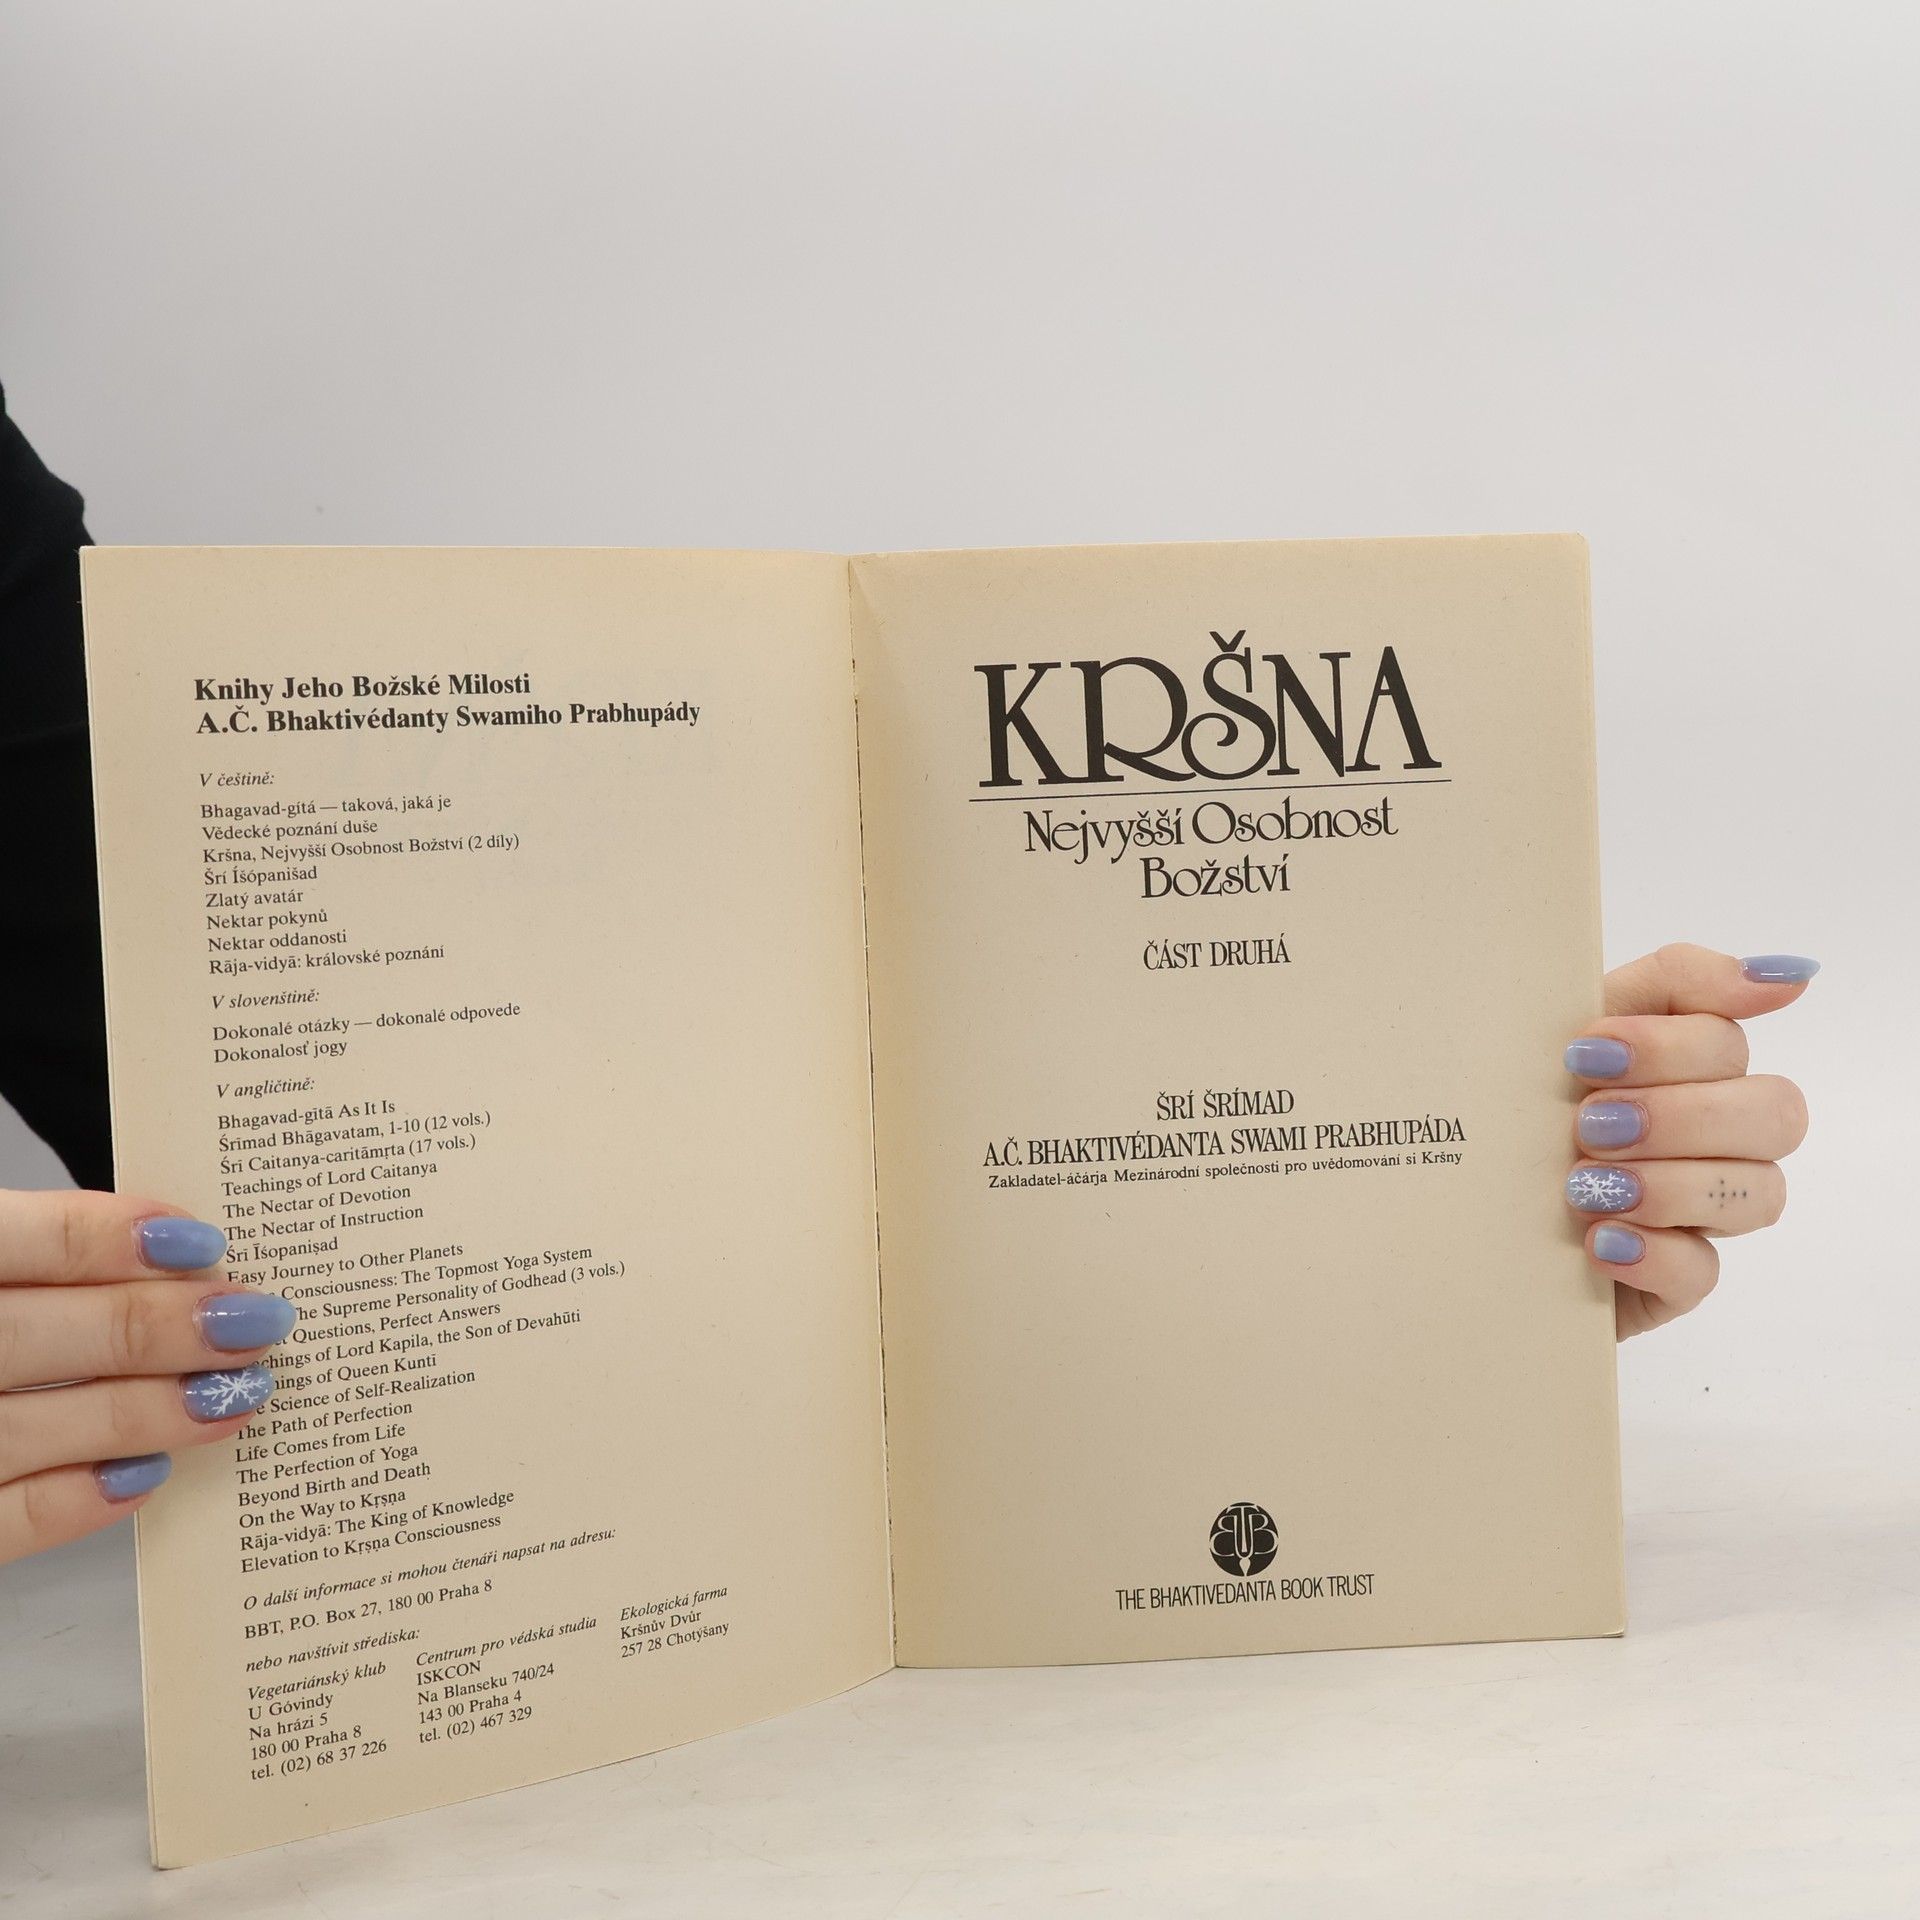 Knihy Jeho Božské Milosti
A.Č. Bhaktivédanty Swamiho Prabhupády
V češtině:
Bhagavad-gítá — taková, jaká je
Vědecké poznání duše
Kršna, Nejvyšší Osobnost Božství (2 díly)
Šrí Íšópanišad
Zlatý avatár
Nektar pokynů
Nektar oddanosti
Rāja-vidyā: královské poznání
V slovenštině:
Dokonalé otázky — dokonalé odpovede
Dokonalosť jogy
V angličtině:
Bhagavad-gītā As It Is
Śrīmad Bhāgavatam, 1-10 (12 vols.)
Śrī Caitanya-caritāmṛta (17 vols.)
Teachings of Lord Caitanya
The Nectar of Devotion
The Nectar of Instruction
Śrī Īśopaniṣad
Easy Journey to Other Planets
Consciousness: The Topmost Yoga System
The Supreme Personality of Godhead (3 vols.)
Questions, Perfect Answers
of Lord Kapila, the Son of Devahūti
of Queen Kuntī
Science of Self-Realization
The Path of Perfection
Life Comes from Life
The Perfection of Yoga
Beyond Birth and Death
On the Way to Kṛṣṇa
Rāja-vidyā: The King of Knowledge
Elevation to Kṛṣṇa Consciousness
O další informace si mohou čtenáři napsat na adresu:
BBT, P.O. Box 27, 180 00 Praha 8
nebo navštívit střediska:
Vegetariánský klub
U Góvindy
Na hrázi 5
180 00 Praha 8
tel. (02) 68 37 226
Centrum pro védská studia
ISKCON
Na Blanseku 740/24
143 00 Praha 4
tel. (02) 467 329
Ekologická farma
Kršnův Dvůr
257 28 Chotýšany
KRŠNA
Nejvyšší Osobnost
Božství
ČÁST DRUHÁ
ŠRÍ ŠRÍMAD
A.Č. BHAKTIVÉDANTA SWAMI PRABHUPÁDA
Zakladatel-áčárja Mezinárodní společnosti pro uvědomování si Kršny
BBT
THE BHAKTIVEDANTA BOOK TRUST